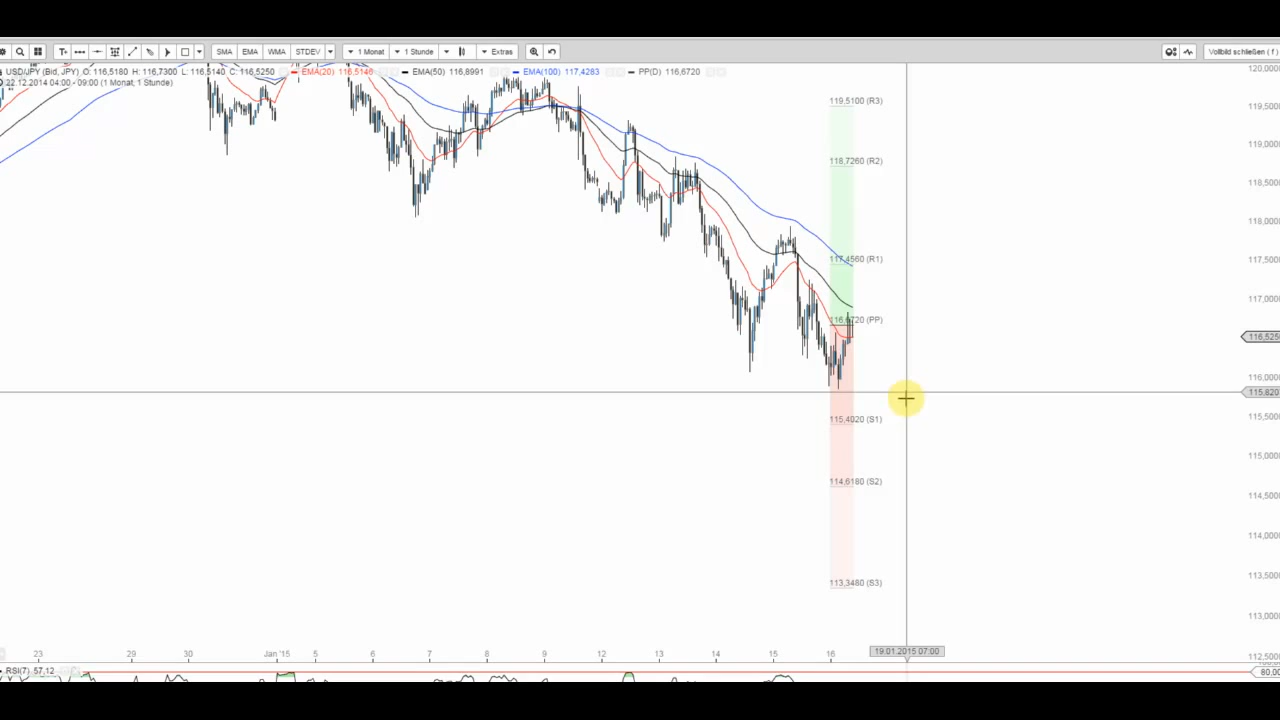 T SMA EMA WMA STDEV 1 Monat 1 Stunde Extras Vollbild schließen ( f )
USD/JPY (Bid, JPY) O: 116,5180 H: 116,7300 L: 116,5140 C: 116,5250 EMA(20) 116,5146 EMA(50) 116,8991 EMA(100) 117,4283 PP(D) 116,6720
22.12.2014 04:00 - 09:00 (1 Monat, 1 Stunde)
120,0000
119,5100 (R3)
119,5000
119,0000
118,7260 (R2)
118,5000
118,0000
117,4560 (R1)
117,5000
117,0000
116,6720 (PP)
116,5250
116,0000
115,820
115,4020 (S1)
115,5000
115,0000
114,6180 (S2)
114,5000
114,0000
113,3480 (S3)
113,5000
113,0000
23 29 30 Jan '15 5 6 7 8 9 12 13 14 15 16 19.01.2015 07:00
112,5000
RSI(7) 57,12
80,00